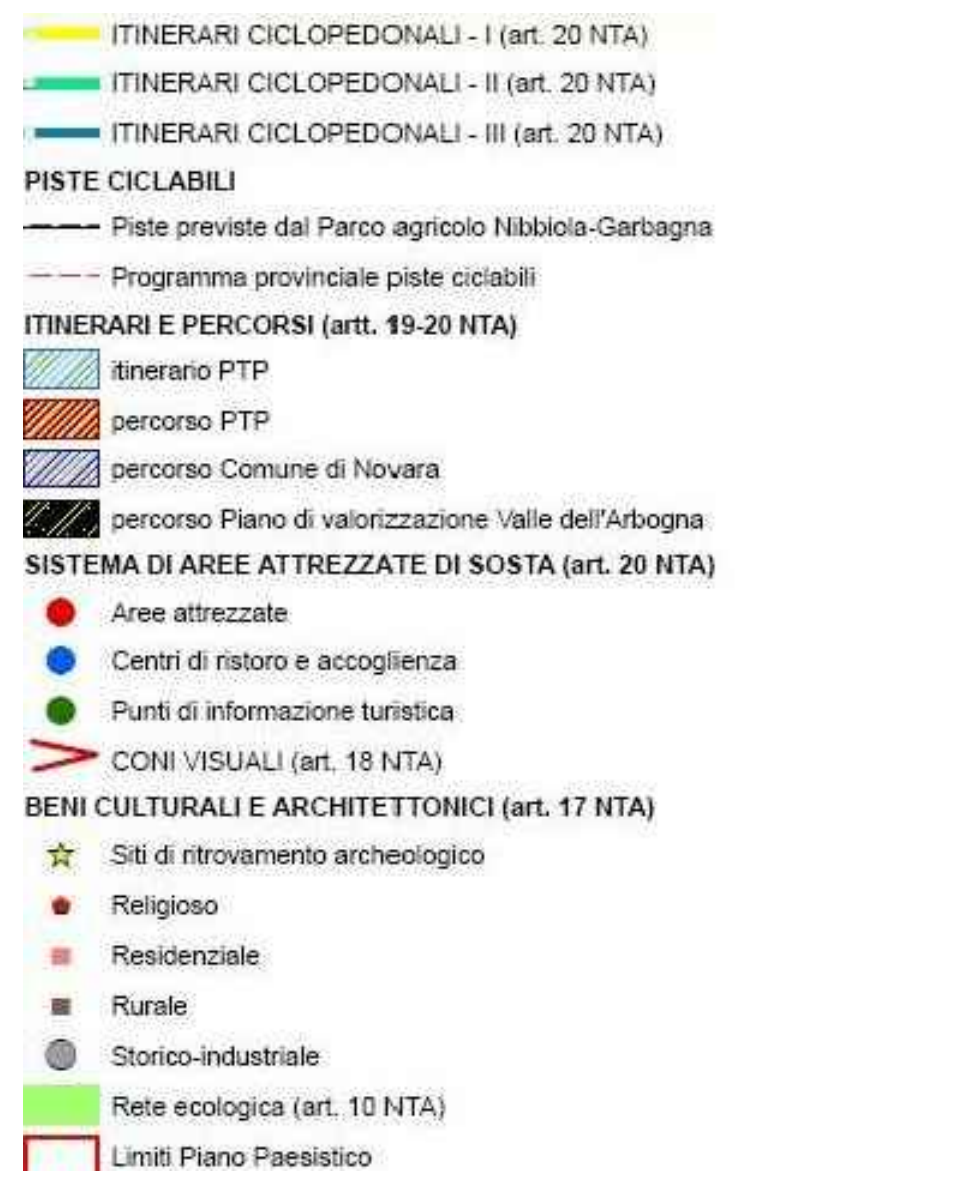 ITINERARI CICLOPEDONALI - I (art. 20 NTA)
ITINERARI CICLOPEDONALI - II (art. 20 NTA)
ITINERARI CICLOPEDONALI - III (art. 20 NTA)
PISTE CICLABILI
Piste previste dal Parco agricolo Nibbiola-Garbagna
Programma provinciale piste ciclabili
ITINERARI E PERCORSI (artt. 19-20 NTA)
itinerario PTP
percorso PTP
percorso Comune di Novara
percorso Piano di valorizzazione Valle dell'Arbogna
SISTEMA DI AREE ATTREZZATE DI SOSTA (art. 20 NTA)
Aree attrezzate
Centri di ristoro e accoglienza
Punti di informazione turistica
CONI VISUALI (art. 18 NTA)
BENI CULTURALI E ARCHITETTONICI (art. 17 NTA)
Siti di ritrovamento archeologico
Religioso
Residenziale
Rurale
Storico-industriale
Rete ecologica (art. 10 NTA)
Limiti Piano Paesistico